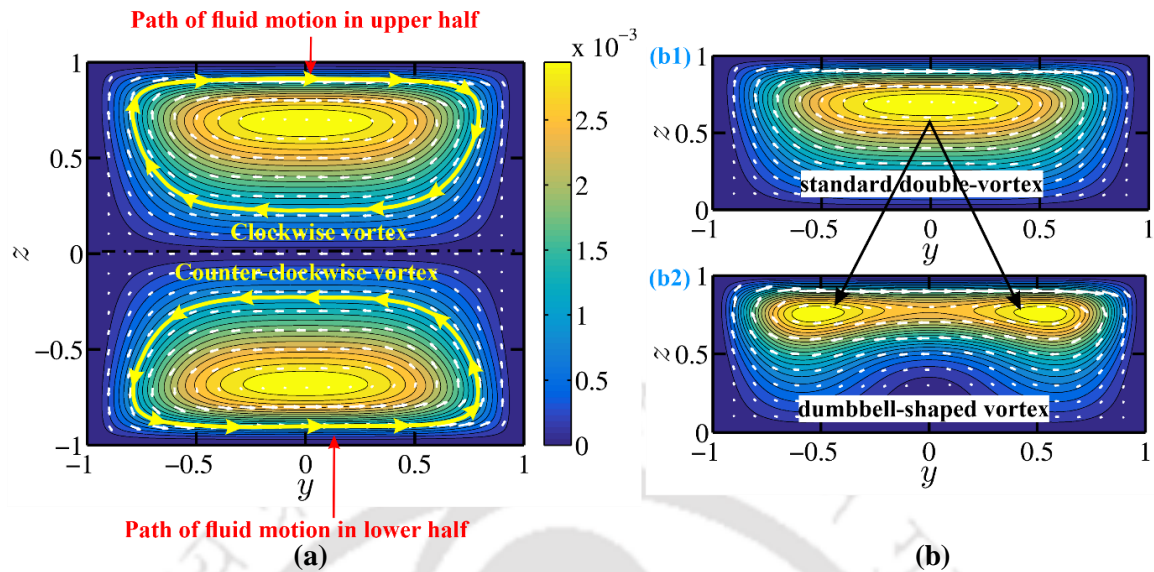 Path of fluid motion in upper half
x 10⁻³
1
0.5
0
−0.5
−1
z
Clockwise vortex
Counter-clockwise vortex
−1
−0.5
0
0.5
1
y
2.5
2
1.5
1
0.5
0
Path of fluid motion in lower half
(a)
(b1)
1
0.5
0
z
standard double-vortex
−1
−0.5
0
0.5
1
y
(b2)
1
0.5
0
z
dumbbell-shaped vortex
−1
−0.5
0
0.5
1
y
(b)